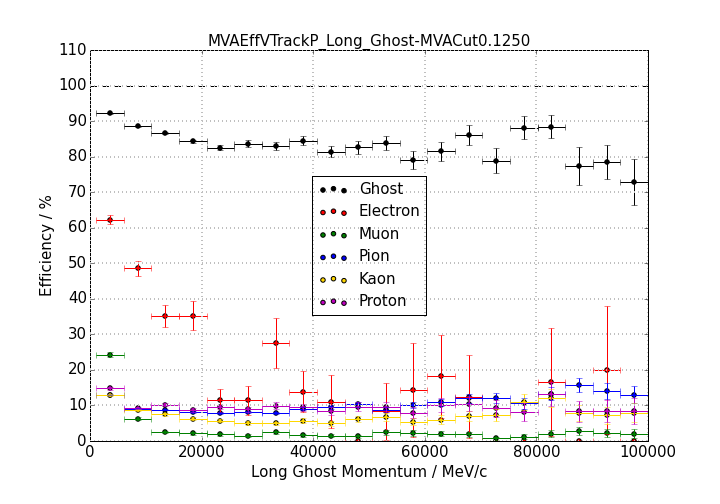 MVAEffVTrackP_Long_Ghost-MVACut0.1250
Efficiency / %
110
100
90
80
70
60
50
40
30
20
10
0
Ghost
Electron
Muon
Pion
Kaon
Proton
0 20000 40000 60000 80000 100000
Long Ghost Momentum / MeV/c